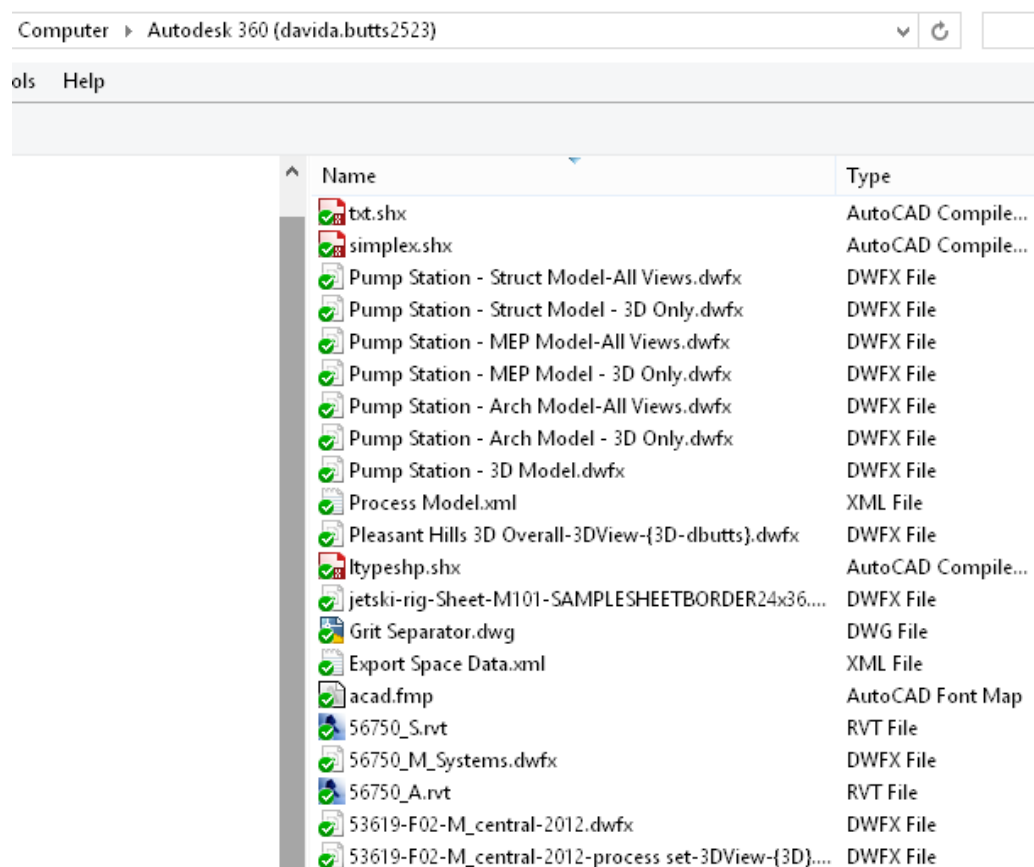 Computer Autodesk 360 (davida.butts2523)
ols Help
Name Type
txt.shx AutoCAD Compile...
simplex.shx AutoCAD Compile...
Pump Station - Struct Model-All Views.dwfx DWFX File
Pump Station - Struct Model - 3D Only.dwfx DWFX File
Pump Station - MEP Model-All Views.dwfx DWFX File
Pump Station - MEP Model - 3D Only.dwfx DWFX File
Pump Station - Arch Model-All Views.dwfx DWFX File
Pump Station - Arch Model - 3D Only.dwfx DWFX File
Pump Station - 3D Model.dwfx DWFX File
Process Model.xml XML File
Pleasant Hills 3D Overall-3DView-{3D-dbutts}.dwfx DWFX File
ltypeshp.shx AutoCAD Compile...
jetski-rig-Sheet-M101-SAMPLESHEETBORDER24x36.... DWFX File
Grit Separator.dwg DWG File
Export Space Data.xml XML File
acad.fmp AutoCAD Font Map
56750_S.rvt RVT File
56750_M_Systems.dwfx DWFX File
56750_A.rvt RVT File
53619-F02-M_central-2012.dwfx DWFX File
53619-F02-M_central-2012-process set-3DView-{3D}.... DWFX File